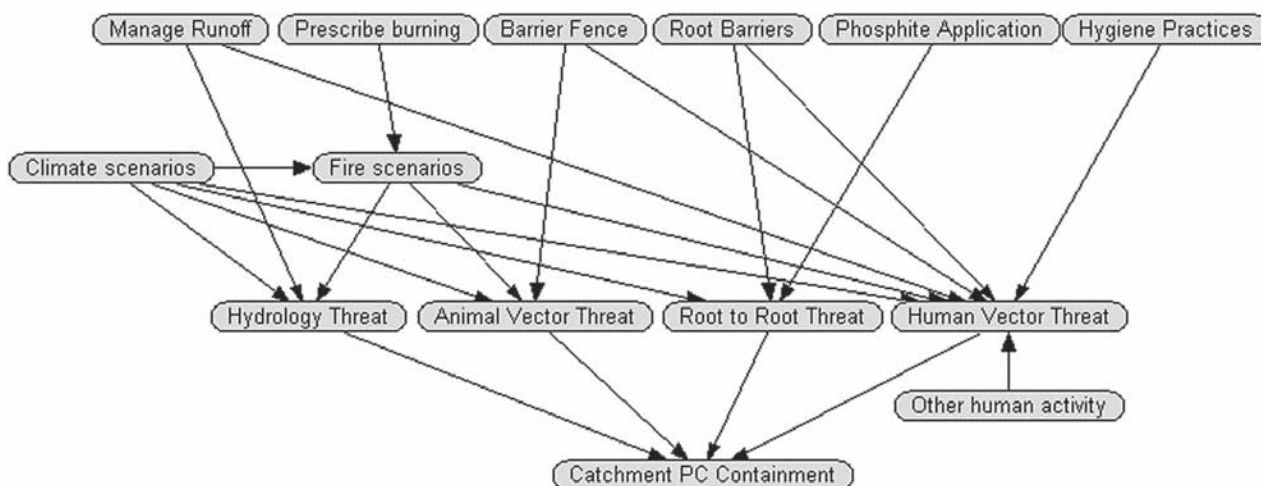 Manage Runoff
Prescribe burning
Barrier Fence
Root Barriers
Phosphite Application
Hygiene Practices
Climate scenarios
Fire scenarios
Hydrology Threat
Animal Vector Threat
Root to Root Threat
Human Vector Threat
Other human activity
Catchment PC Containment